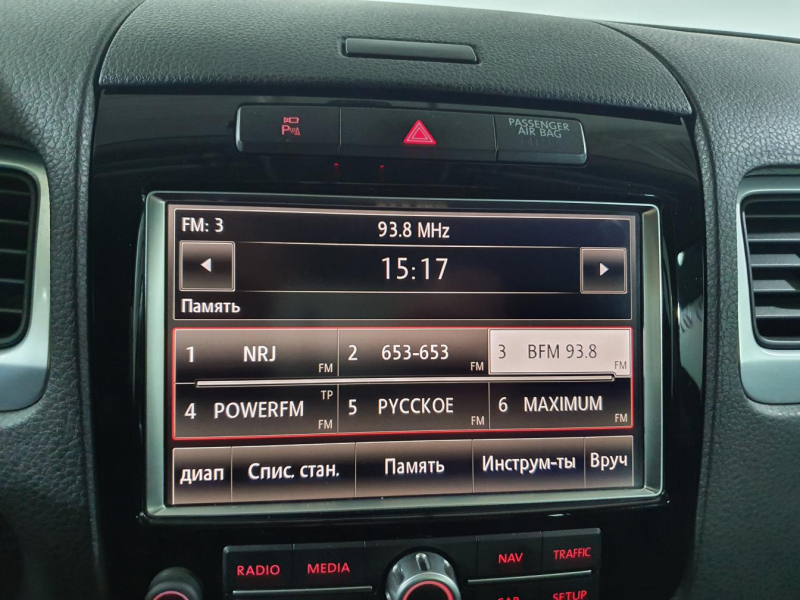 PASSENGER
AIR BAG
FM: 3
93.8 MHz
15:17
Память
1 NRJ FM
2 653-653 FM
3 BFM 93.8 FM
4 POWERFM TP FM
5 РУССКОЕ FM
6 MAXIMUM FM
диап Спис. стан. Память Инструм-ты Вруч
RADIO MEDIA NAV TRAFFIC
CAR SETUP